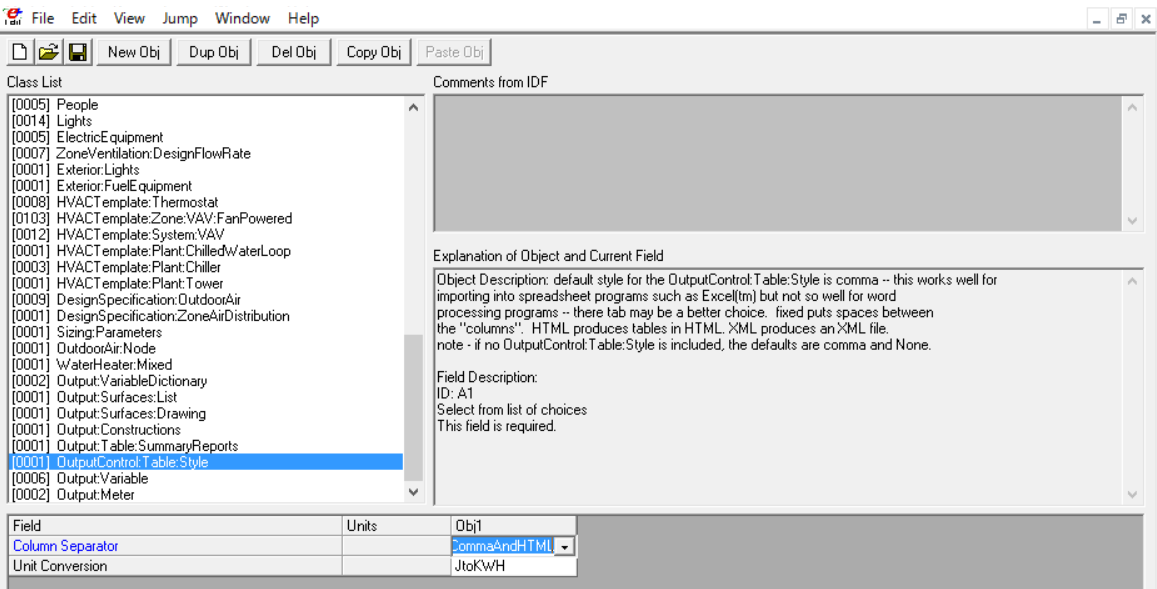 File Edit View Jump Window Help
New Obj Dup Obj Del Obj Copy Obj Paste Obj
Class List
[0005] People
[0014] Lights
[0005] ElectricEquipment
[0007] ZoneVentilation:DesignFlowRate
[0001] Exterior:Lights
[0001] Exterior:FuelEquipment
[0008] HVACTemplate:Thermostat
[0103] HVACTemplate:Zone:VAV:FanPowered
[0012] HVACTemplate:System:VAV
[0001] HVACTemplate:Plant:ChilledWaterLoop
[0003] HVACTemplate:Plant:Chiller
[0001] HVACTemplate:Plant:Tower
[0009] DesignSpecification:OutdoorAir
[0001] DesignSpecification:ZoneAirDistribution
[0001] Sizing:Parameters
[0001] OutdoorAir:Node
[0001] WaterHeater:Mixed
[0002] Output:VariableDictionary
[0001] Output:Surfaces:List
[0001] Output:Surfaces:Drawing
[0001] Output:Constructions
[0001] Output:Table:SummaryReports
[0001] OutputControl:Table:Style
[0006] Output:Variable
[0002] Output:Meter
Comments from IDF
Explanation of Object and Current Field
Object Description: default style for the OutputControl:Table:Style is comma -- this works well for
importing into spreadsheet programs such as Excel(tm) but not so well for word
processing programs -- there tab may be a better choice. fixed puts spaces between
the "columns". HTML produces tables in HTML. XML produces an XML file.
note - if no OutputControl:Table:Style is included, the defaults are comma and None.
Field Description:
ID: A1
Select from list of choices
This field is required.
Field Units Obj1
Column Separator CommaAndHTML
Unit Conversion JtoKWH